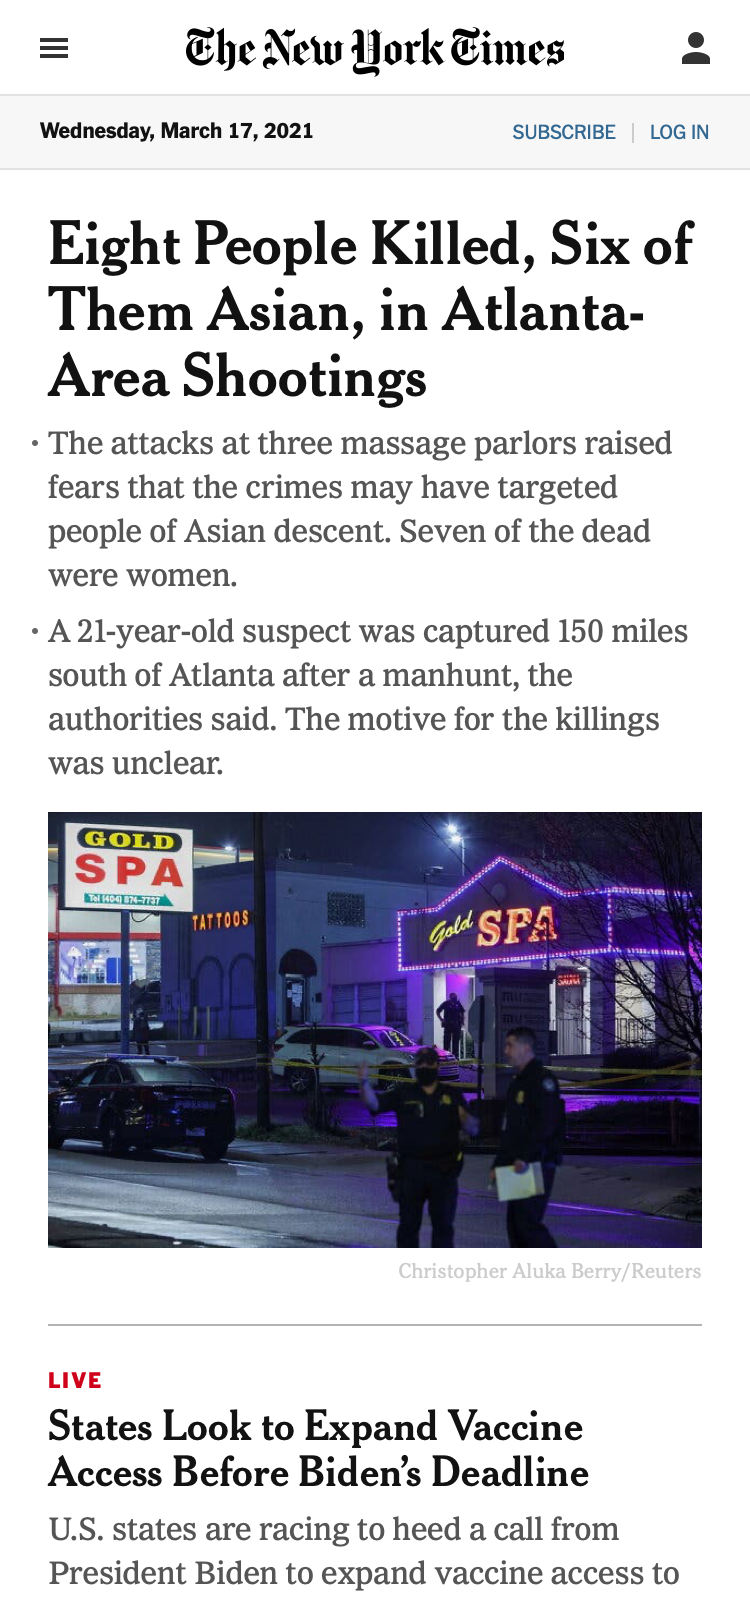 The New York Times
Wednesday, March 17, 2021
SUBSCRIBE | LOG IN
Eight People Killed, Six of
Them Asian, in Atlanta-
Area Shootings
• The attacks at three massage parlors raised
fears that the crimes may have targeted
people of Asian descent. Seven of the dead
were women.
• A 21-year-old suspect was captured 150 miles
south of Atlanta after a manhunt, the
authorities said. The motive for the killings
was unclear.
GOLD
SPA
Tel (404) 874-7737
TATTOOS
Gold SPA
SAUNA
Christopher Aluka Berry/Reuters
LIVE
States Look to Expand Vaccine
Access Before Biden’s Deadline
U.S. states are racing to heed a call from
President Biden to expand vaccine access to